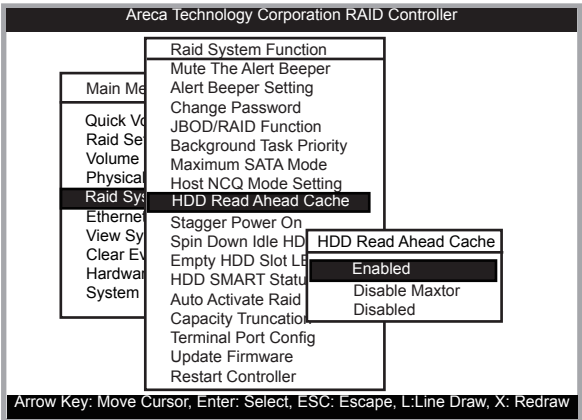 Areca Technology Corporation RAID Controller
Main Me
Quick Vo
Raid Se
Volume
Physical
Raid Sys
Ethernet
View Sy
Clear Ev
Hardwar
System
Raid System Function
Mute The Alert Beeper
Alert Beeper Setting
Change Password
JBOD/RAID Function
Background Task Priority
Maximum SATA Mode
Host NCQ Mode Setting
HDD Read Ahead Cache
Stagger Power On
Spin Down Idle HD
Empty HDD Slot LE
HDD SMART Statu
Auto Activate Raid
Capacity Truncation
Terminal Port Config
Update Firmware
Restart Controller
HDD Read Ahead Cache
Enabled
Disable Maxtor
Disabled
Arrow Key: Move Cursor, Enter: Select, ESC: Escape, L:Line Draw, X: Redraw